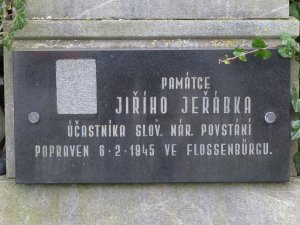 PAMÁTCE
JIŘÍHO JEŘÁBKA
ÚČASTNÍKA SLOV. NÁR. POVSTÁNÍ
POPRAVEN 6·2·1945 VE FLOSSENBÜRGU.